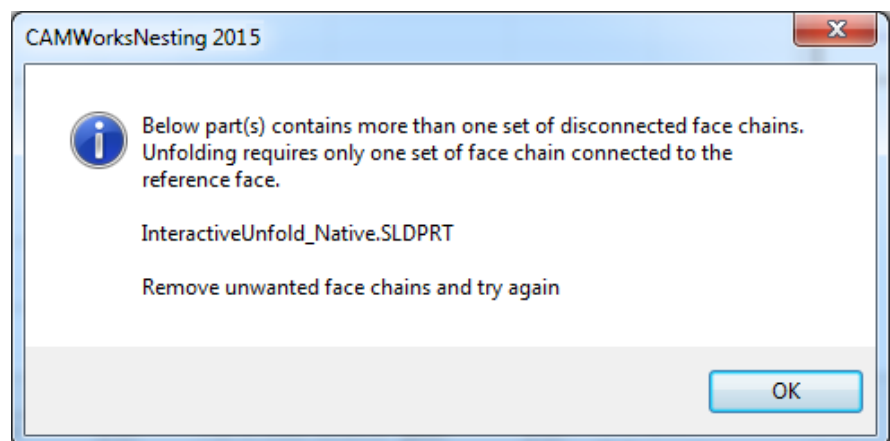 CAMWorksNesting 2015
Below part(s) contains more than one set of disconnected face chains.
Unfolding requires only one set of face chain connected to the
reference face.
InteractiveUnfold_Native.SLDPRT
Remove unwanted face chains and try again
OK